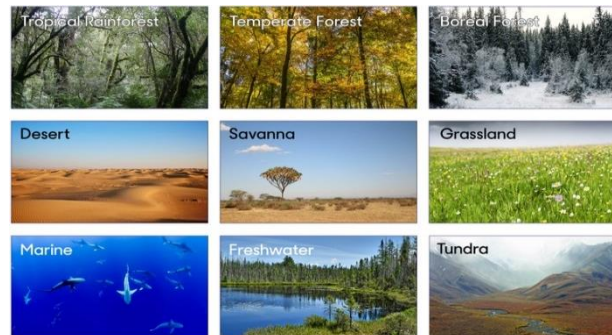 Tropical Rainforest
Temperate Forest
Boreal Forest
Desert
Savanna
Grassland
Marine
Freshwater
Tundra